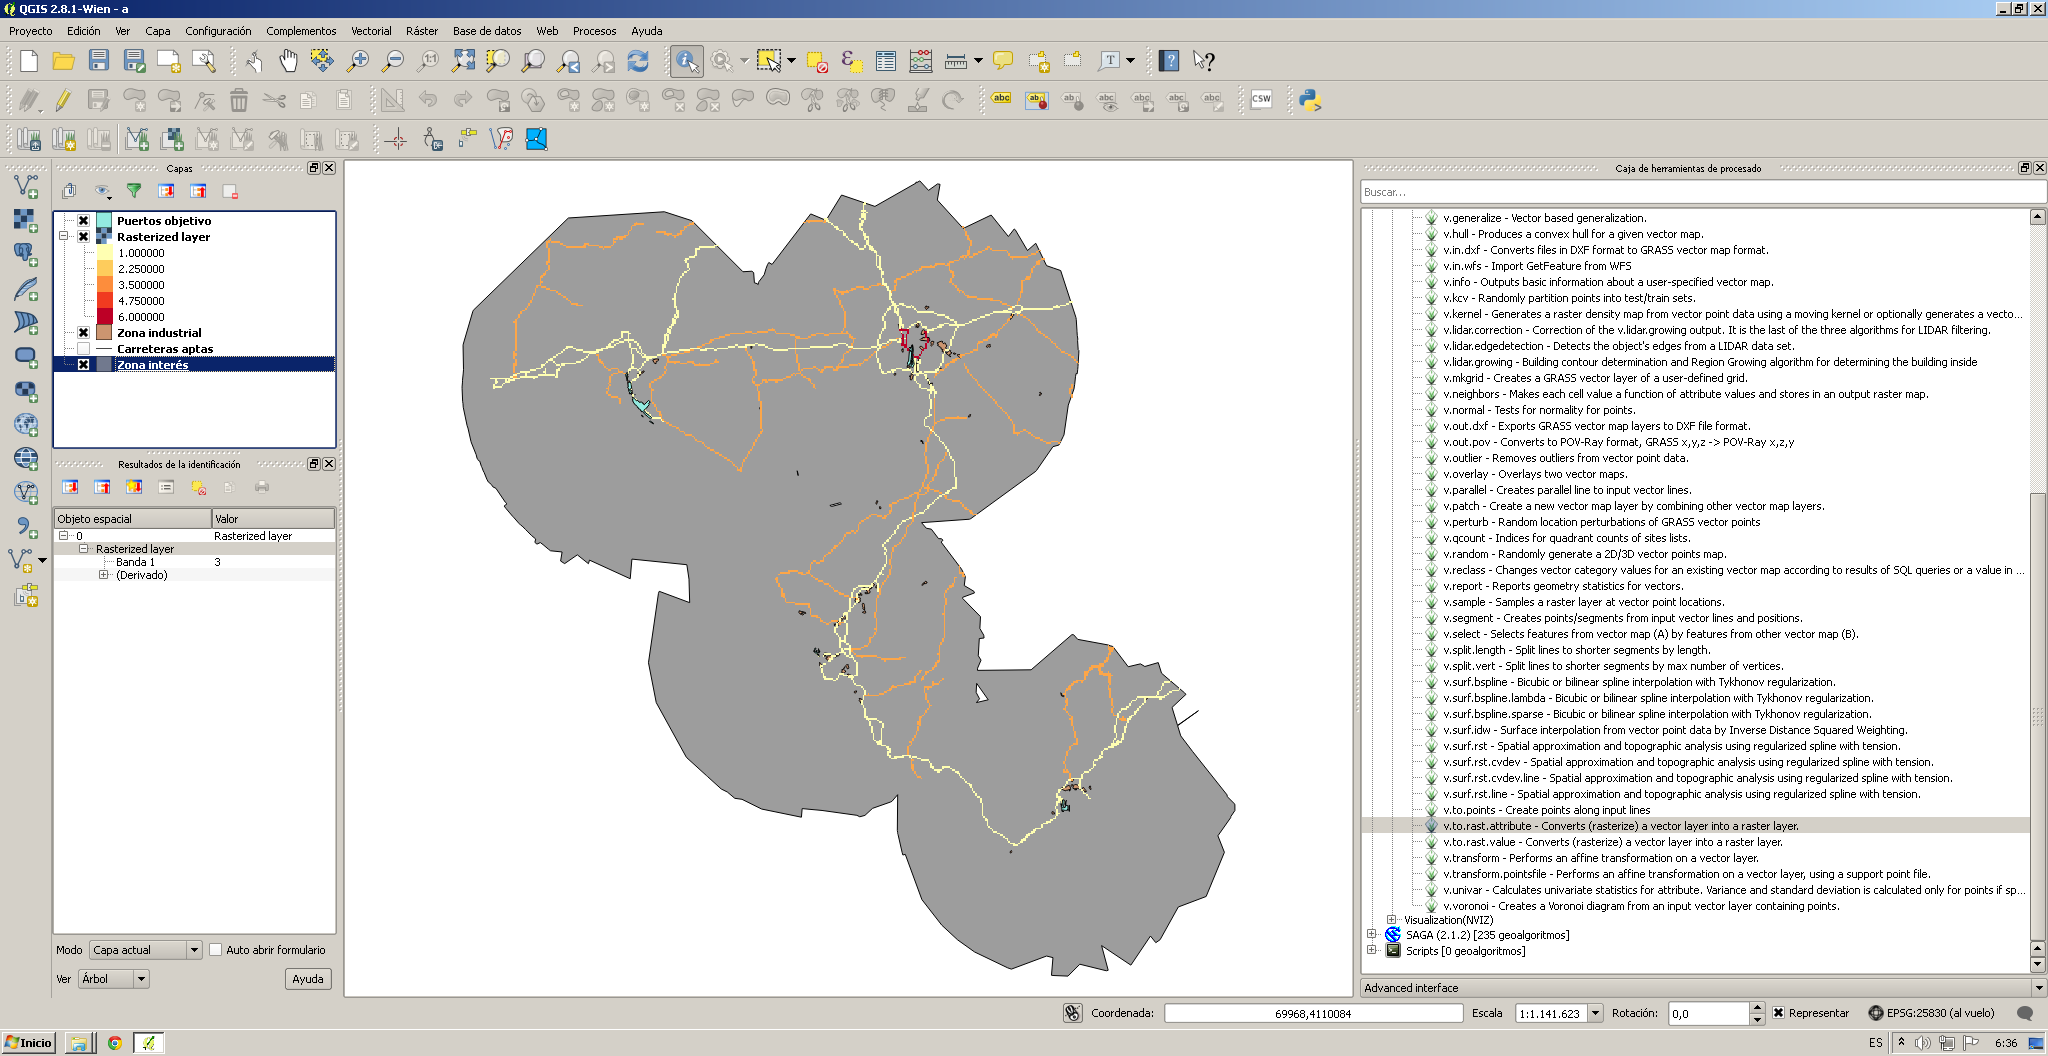 QGIS 2.8.1-Wien - a
Proyecto Edición Ver Capa Configuración Complementos Vectorial Ráster Base de datos Web Procesos Ayuda
Capas
Puertos objetivo
Rasterized layer
1.000000
2.250000
3.500000
4.750000
6.000000
Zona industrial
Carreteras aptas
Zona interés
Resultados de la identificación
Objeto espacial Valor
0 Rasterized layer
Rasterized layer
Banda 1 3
(Derivado)
Modo Capa actual Auto abrir formulario
Ver Árbol Ayuda
Caja de herramientas de procesado
Buscar...
v.generalize - Vector based generalization.
v.hull - Produces a convex hull for a given vector map.
v.in.dxf - Converts files in DXF format to GRASS vector map format.
v.in.wfs - Import GetFeature from WFS
v.info - Outputs basic information about a user-specified vector map.
v.kcv - Randomly partition points into test/train sets.
v.kernel - Generates a raster density map from vector point data using a moving kernel or optionally generates a vecto...
v.lidar.correction - Correction of the v.lidar.growing output. It is the last of the three algorithms for LIDAR filtering.
v.lidar.edgedetection - Detects the object's edges from a LIDAR data set.
v.lidar.growing - Building contour determination and Region Growing algorithm for determining the building inside
v.mkgrid - Creates a GRASS vector layer of a user-defined grid.
v.neighbors - Makes each cell value a function of attribute values and stores in an output raster map.
v.normal - Tests for normality for points.
v.out.dxf - Exports GRASS vector map layers to DXF file format.
v.out.pov - Converts to POV-Ray format, GRASS x,y,z -> POV-Ray x,z,y
v.outlier - Removes outliers from vector point data.
v.overlay - Overlays two vector maps.
v.parallel - Creates parallel line to input vector lines.
v.patch - Create a new vector map layer by combining other vector map layers.
v.perturb - Random location perturbations of GRASS vector points
v.qcount - Indices for quadrant counts of sites lists.
v.random - Randomly generate a 2D/3D vector points map.
v.reclass - Changes vector category values for an existing vector map according to results of SQL queries or a value in ...
v.report - Reports geometry statistics for vectors.
v.sample - Samples a raster layer at vector point locations.
v.segment - Creates points/segments from input vector lines and positions.
v.select - Selects features from vector map (A) by features from other vector map (B).
v.split.length - Split lines to shorter segments by length.
v.split.vert - Split lines to shorter segments by max number of vertices.
v.surf.bspline - Bicubic or bilinear spline interpolation with Tykhonov regularization.
v.surf.bspline.lambda - Bicubic or bilinear spline interpolation with Tykhonov regularization.
v.surf.bspline.sparse - Bicubic or bilinear spline interpolation with Tykhonov regularization.
v.surf.idw - Surface interpolation from vector point data by Inverse Distance Squared Weighting.
v.surf.rst - Spatial approximation and topographic analysis using regularized spline with tension.
v.surf.rst.cvdev - Spatial approximation and topographic analysis using regularized spline with tension.
v.surf.rst.cvdev.line - Spatial approximation and topographic analysis using regularized spline with tension.
v.surf.rst.line - Spatial approximation and topographic analysis using regularized spline with tension.
v.to.points - Create points along input lines
v.to.rast.attribute - Converts (rasterize) a vector layer into a raster layer.
v.to.rast.value - Converts (rasterize) a vector layer into a raster layer.
v.transform - Performs an affine transformation on a vector layer.
v.transform.pointsfile - Performs an affine transformation on a vector layer, using a support point file.
v.univar - Calculates univariate statistics for attribute. Variance and standard deviation is calculated only for points if sp...
v.voronoi - Creates a Voronoi diagram from an input vector layer containing points.
Visualization(NVIZ)
SAGA (2.1.2) [235 geoalgoritmos]
Scripts [0 geoalgoritmos]
Advanced interface
Coordenada: 69968,4110084 Escala 1:1.141.623 Rotación: 0,0 Representar EPSG:25830 (al vuelo)
Inicio ES 6:36